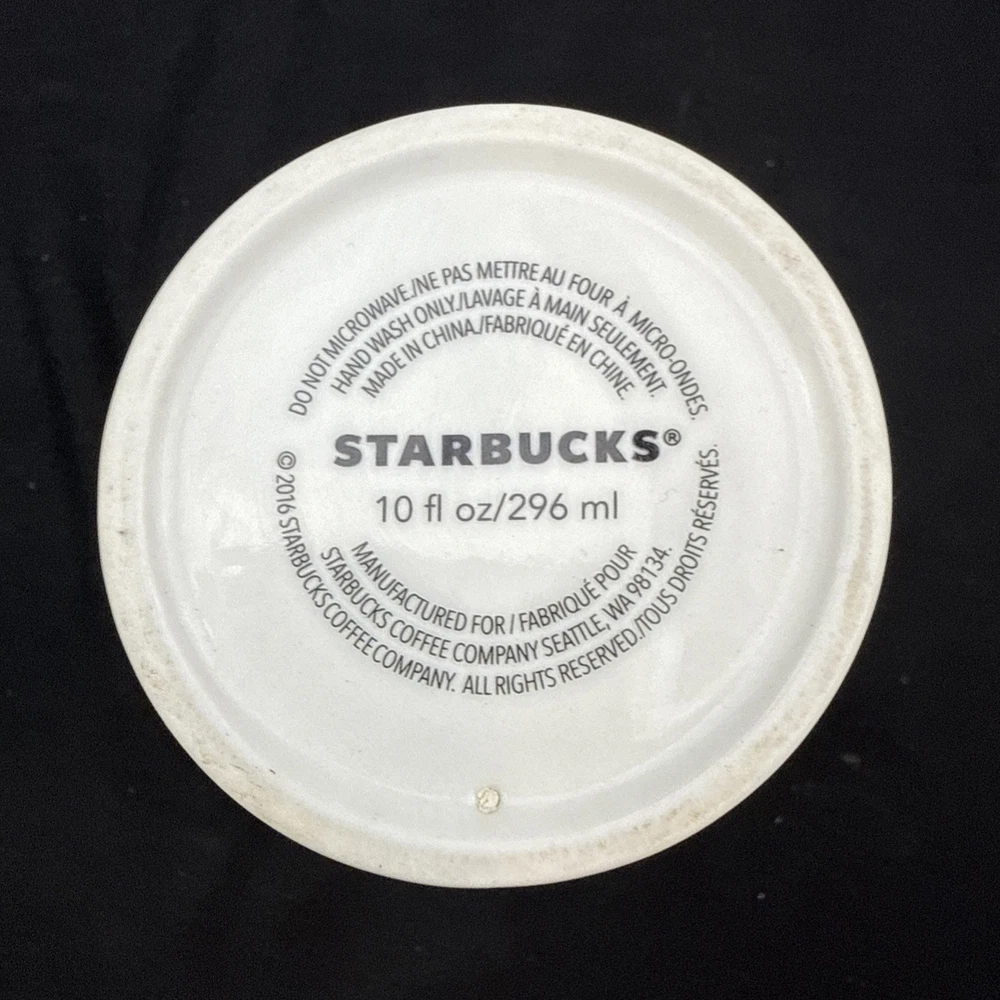 DO NOT MICROWAVE./NE PAS METTRE AU FOUR À MICRO-ONDES.
HAND WASH ONLY./LAVAGE À MAIN SEULEMENT.
MADE IN CHINA./FABRIQUÉ EN CHINE.
STARBUCKS®
10 fl oz/296 ml
MANUFACTURED FOR / FABRIQUÉ POUR
STARBUCKS COFFEE COMPANY SEATTLE, WA 98134.
© 2016 STARBUCKS COFFEE COMPANY. ALL RIGHTS RESERVED./TOUS DROITS RÉSERVÉS.